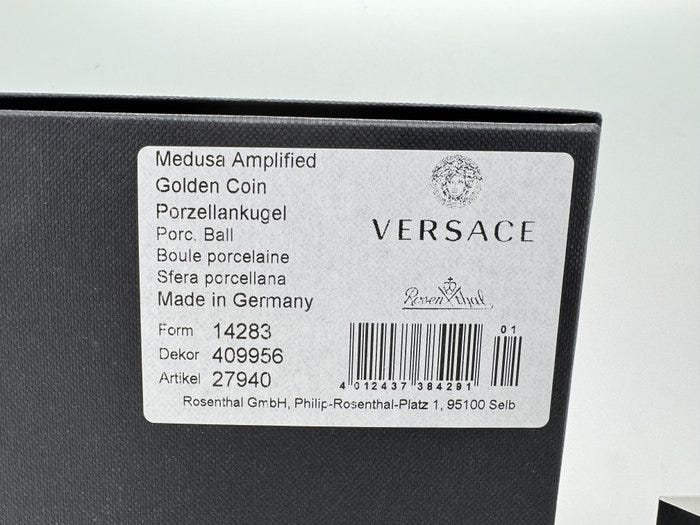 Medusa Amplified
Golden Coin
Porzellankugel
Porc. Ball
Boule porcelaine
Sfera porcellana
Made in Germany
Form 14283
Dekor 409956
Artikel 27940
VERSACE
Rosenthal
01
4 012437 384291
Rosenthal GmbH, Philip-Rosenthal-Platz 1, 95100 Selb